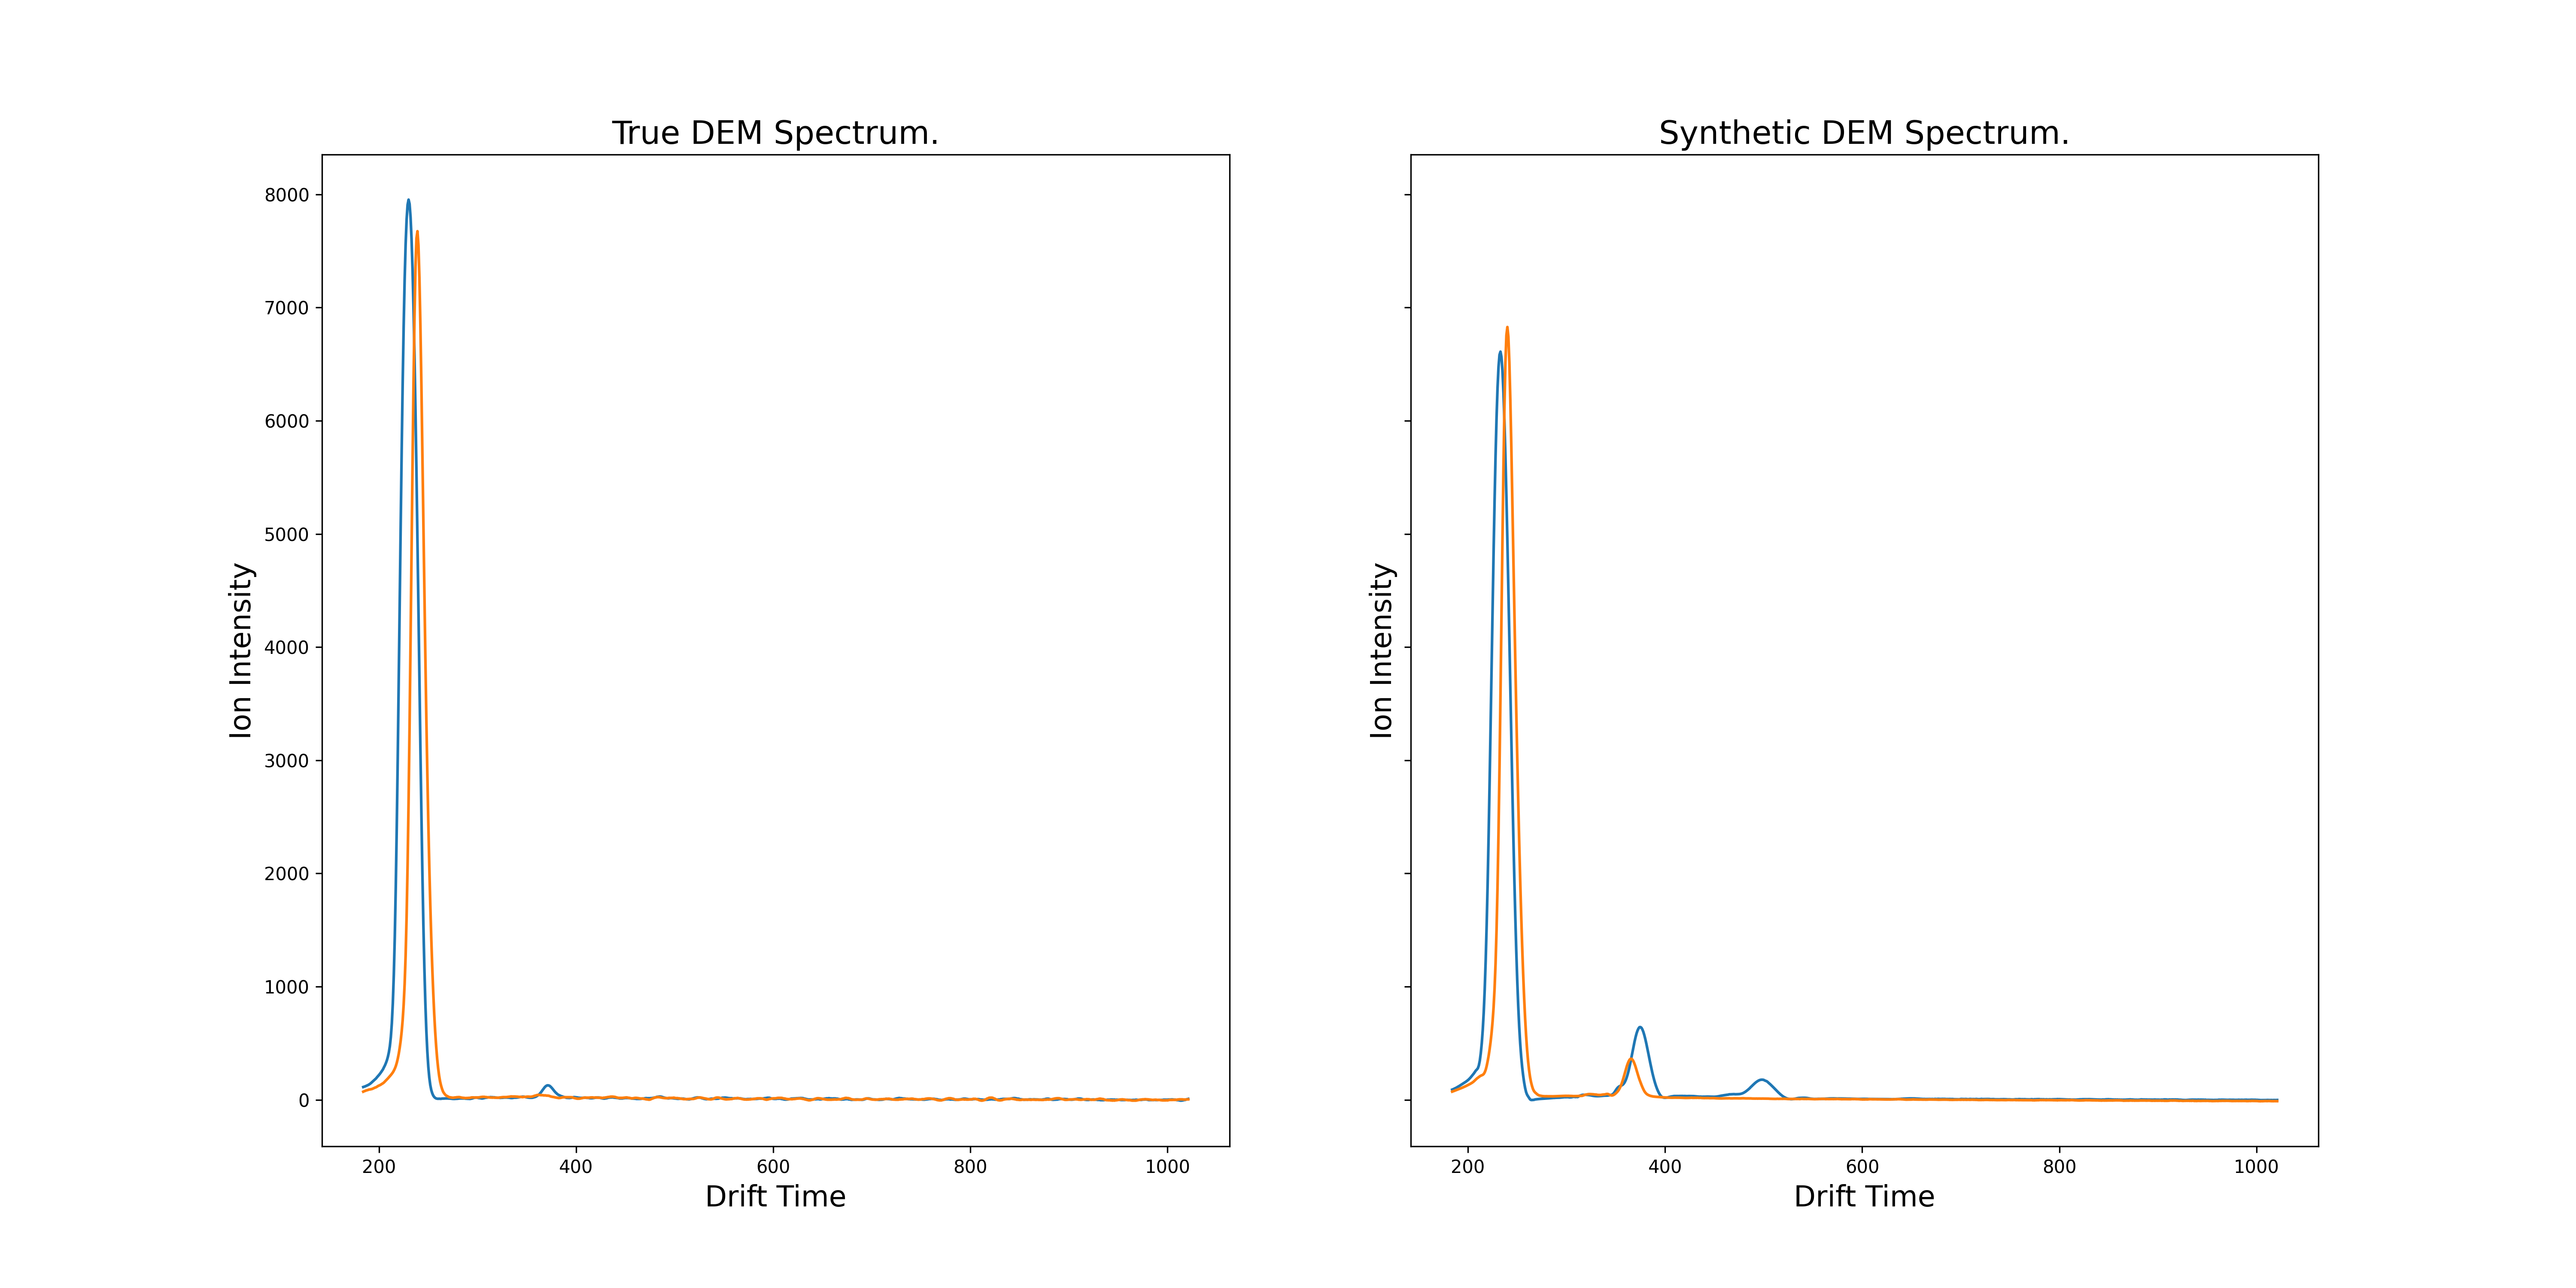 True DEM Spectrum.
Synthetic DEM Spectrum.
8000
7000
6000
5000
4000
3000
2000
1000
0
Ion Intensity
Ion Intensity
200 400 600 800 1000
200 400 600 800 1000
Drift Time
Drift Time